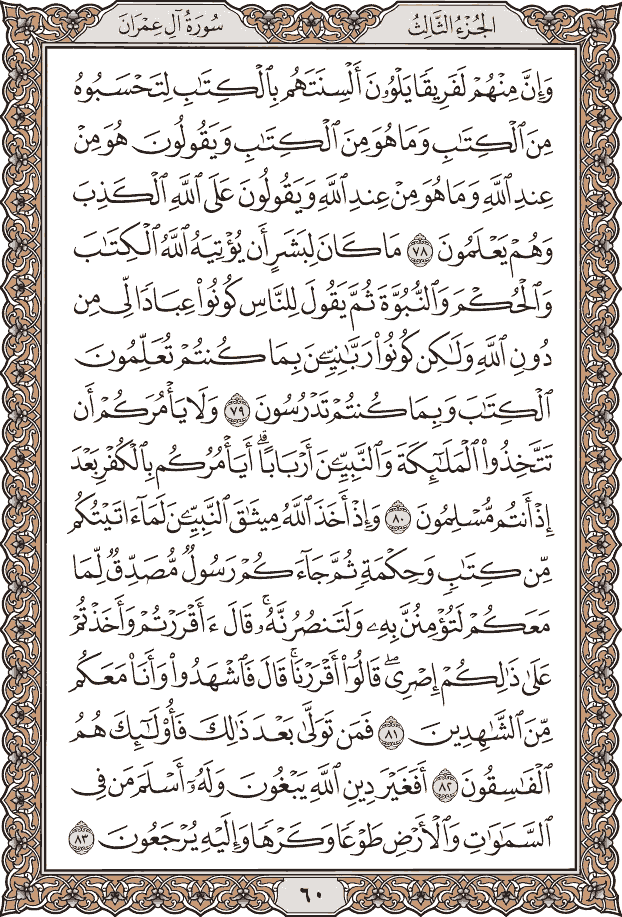 الجُزْءُ الثَّالِثُ
سُورَةُ آلِ عِمْرَانَ
وَإِنَّ مِنْهُمْ لَفَرِيقًا يَلْوُۥنَ أَلْسِنَتَهُم بِٱلْكِتَٰبِ لِتَحْسَبُوهُ
مِنَ ٱلْكِتَٰبِ وَمَا هُوَ مِنَ ٱلْكِتَٰبِ وَيَقُولُونَ هُوَ مِنْ
عِندِ ٱللَّهِ وَمَا هُوَ مِنْ عِندِ ٱللَّهِ وَيَقُولُونَ عَلَى ٱللَّهِ ٱلْكَذِبَ
وَهُمْ يَعْلَمُونَ ٧٨ مَا كَانَ لِبَشَرٍ أَن يُؤْتِيَهُ ٱللَّهُ ٱلْكِتَٰبَ
وَٱلْحُكْمَ وَٱلنُّبُوَّةَ ثُمَّ يَقُولَ لِلنَّاسِ كُونُوا۟ عِبَادًا لِّى مِن
دُونِ ٱللَّهِ وَلَٰكِن كُونُوا۟ رَبَّٰنِيِّۦنَ بِمَا كُنتُمْ تُعَلِّمُونَ
ٱلْكِتَٰبَ وَبِمَا كُنتُمْ تَدْرُسُونَ ٧٩ وَلَا يَأْمُرَكُمْ أَن
تَتَّخِذُوا۟ ٱلْمَلَٰٓئِكَةَ وَٱلنَّبِيِّۦنَ أَرْبَابًا ۗ أَيَأْمُرُكُم بِٱلْكُفْرِ بَعْدَ
إِذْ أَنتُم مُّسْلِمُونَ ٨٠ وَإِذْ أَخَذَ ٱللَّهُ مِيثَٰقَ ٱلنَّبِيِّۦنَ لَمَآ ءَاتَيْتُكُم
مِّن كِتَٰبٍ وَحِكْمَةٍ ثُمَّ جَآءَكُمْ رَسُولٌ مُّصَدِّقٌ لِّمَا
مَعَكُمْ لَتُؤْمِنُنَّ بِهِۦ وَلَتَنصُرُنَّهُۥ ۚ قَالَ ءَأَقْرَرْتُمْ وَأَخَذْتُمْ
عَلَىٰ ذَٰلِكُمْ إِصْرِى ۖ قَالُوٓا۟ أَقْرَرْنَا ۚ قَالَ فَٱشْهَدُوا۟ وَأَنَا۠ مَعَكُم
مِّنَ ٱلشَّٰهِدِينَ ٨١ فَمَن تَوَلَّىٰ بَعْدَ ذَٰلِكَ فَأُو۟لَٰٓئِكَ هُمُ
ٱلْفَٰسِقُونَ ٨٢ أَفَغَيْرَ دِينِ ٱللَّهِ يَبْغُونَ وَلَهُۥٓ أَسْلَمَ مَن فِى
ٱلسَّمَٰوَٰتِ وَٱلْأَرْضِ طَوْعًا وَكَرْهًا وَإِلَيْهِ يُرْجَعُونَ ٨٣
٦٠